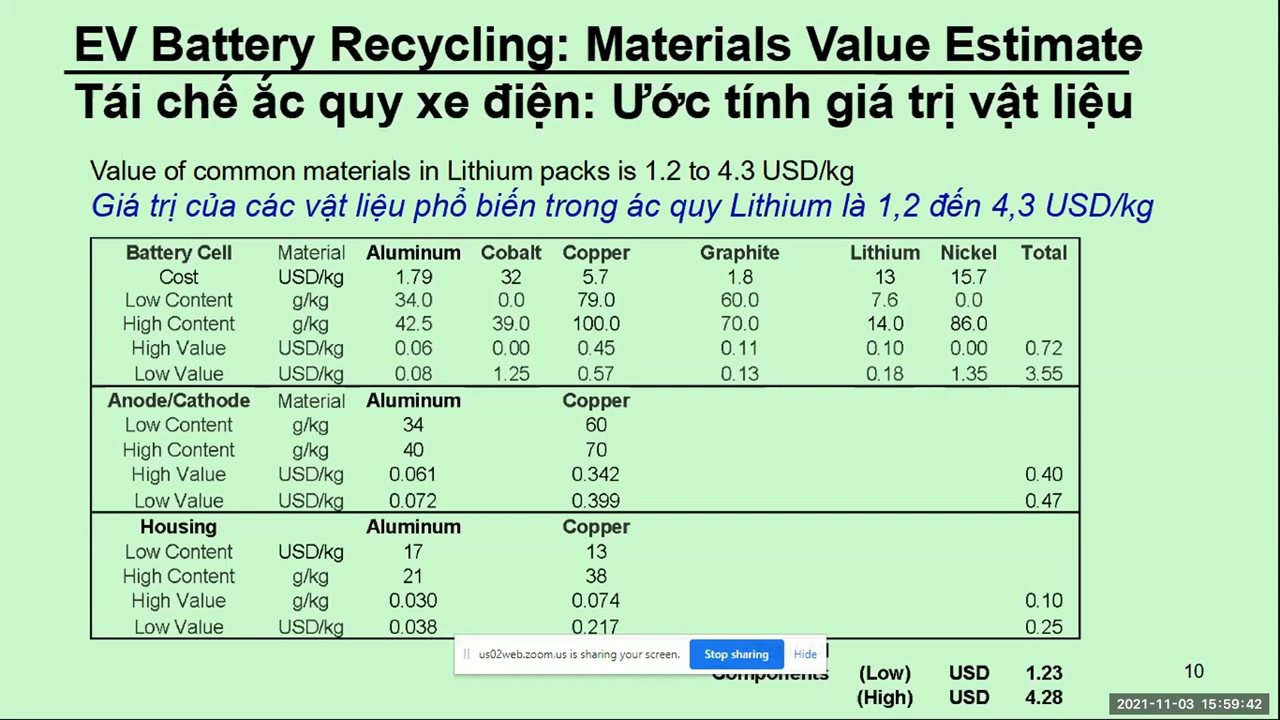 EV Battery Recycling: Materials Value Estimate
Tái chế ắc quy xe điện: Ước tính giá trị vật liệu
Value of common materials in Lithium packs is 1.2 to 4.3 USD/kg
Giá trị của các vật liệu phổ biến trong ác quy Lithium là 1,2 đến 4,3 USD/kg
Battery Cell Material Aluminum Cobalt Copper Graphite Lithium Nickel Total
Cost USD/kg 1.79 32 5.7 1.8 13 15.7
Low Content g/kg 34.0 0.0 79.0 60.0 7.6 0.0
High Content g/kg 42.5 39.0 100.0 70.0 14.0 86.0
High Value USD/kg 0.06 0.00 0.45 0.11 0.10 0.00 0.72
Low Value USD/kg 0.08 1.25 0.57 0.13 0.18 1.35 3.55
Anode/Cathode Material Aluminum Copper
Low Content g/kg 34 60
High Content g/kg 40 70
High Value USD/kg 0.061 0.342 0.40
Low Value USD/kg 0.072 0.399 0.47
Housing Aluminum Copper
Low Content USD/kg 17 13
High Content g/kg 21 38
High Value g/kg 0.030 0.074 0.10
Low Value USD/kg 0.038 0.217 0.25
us02web.zoom.us is sharing your screen. Stop sharing Hide
Components (Low) USD 1.23
(High) USD 4.28
10
2021-11-03 15:59:42